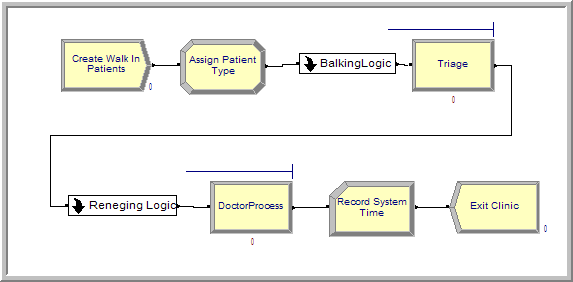 Create Walk In
Patients
0
Assign Patient
Type
BalkingLogic
Triage
0
Reneging Logic
DoctorProcess
0
Record System
Time
Exit Clinic
0